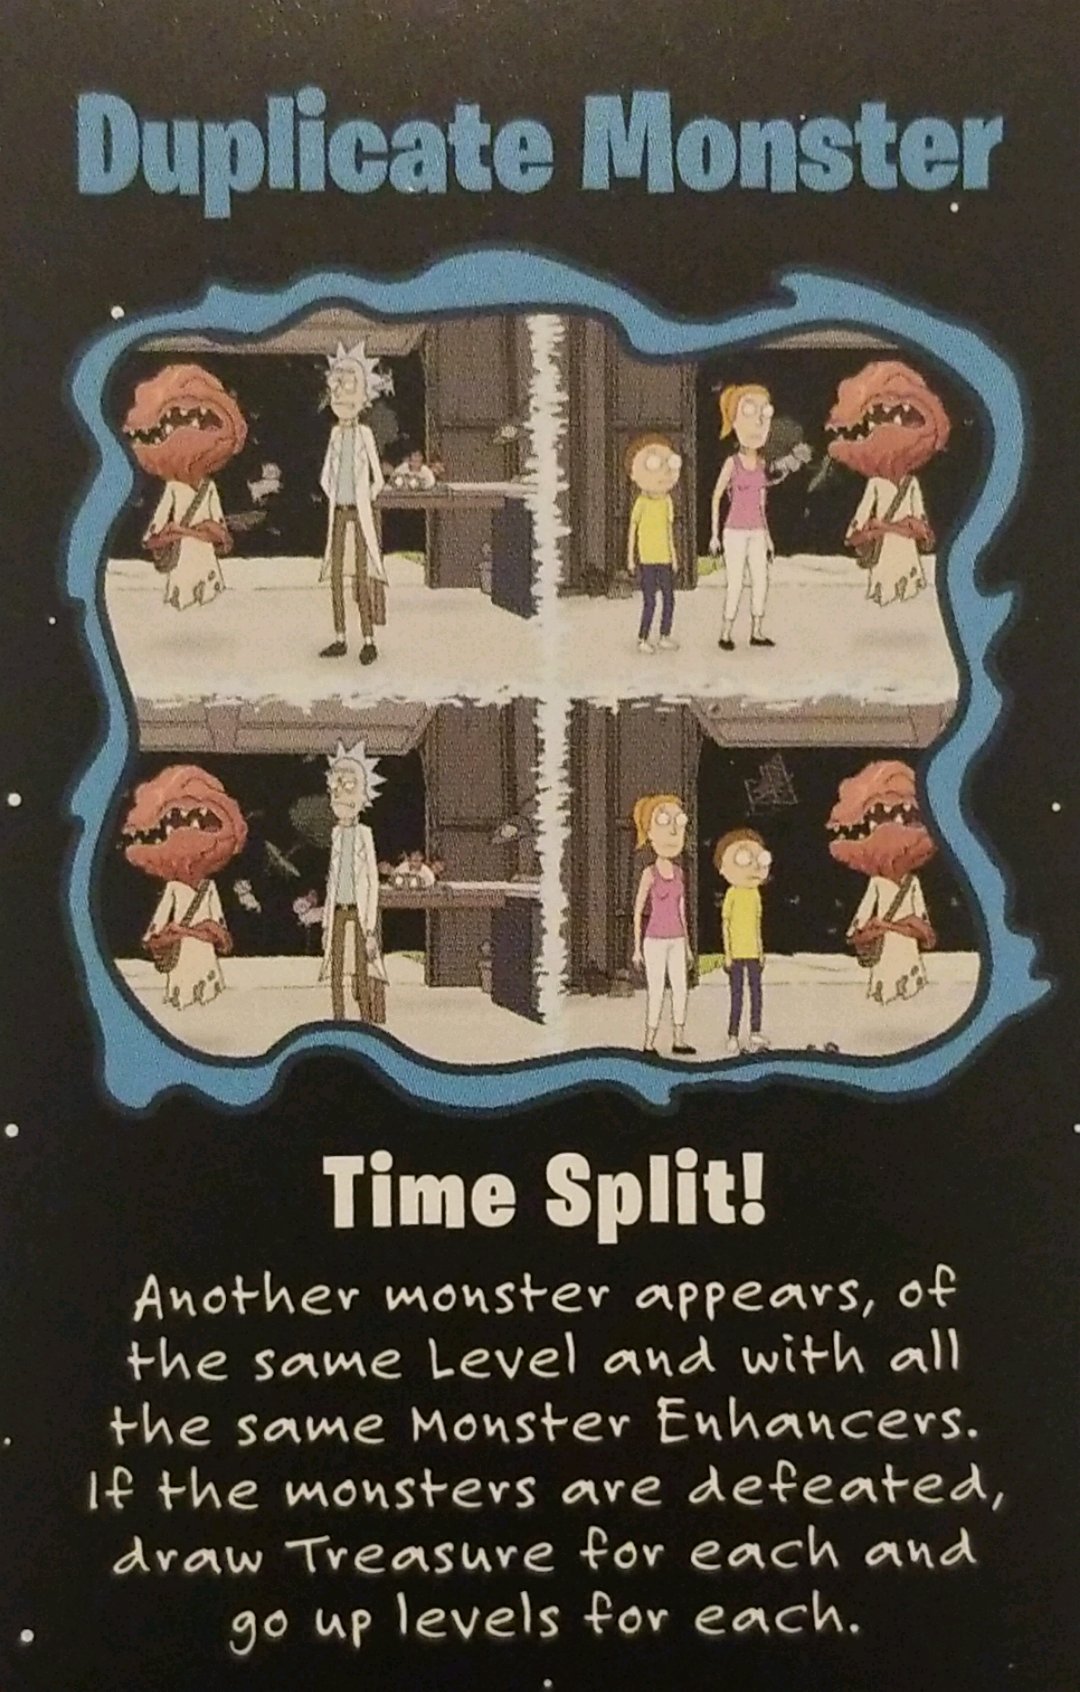 Duplicate Monster
Time Split!
Another monster appears, of
the same Level and with all
the same Monster Enhancers.
If the monsters are defeated,
draw Treasure for each and
go up levels for each.